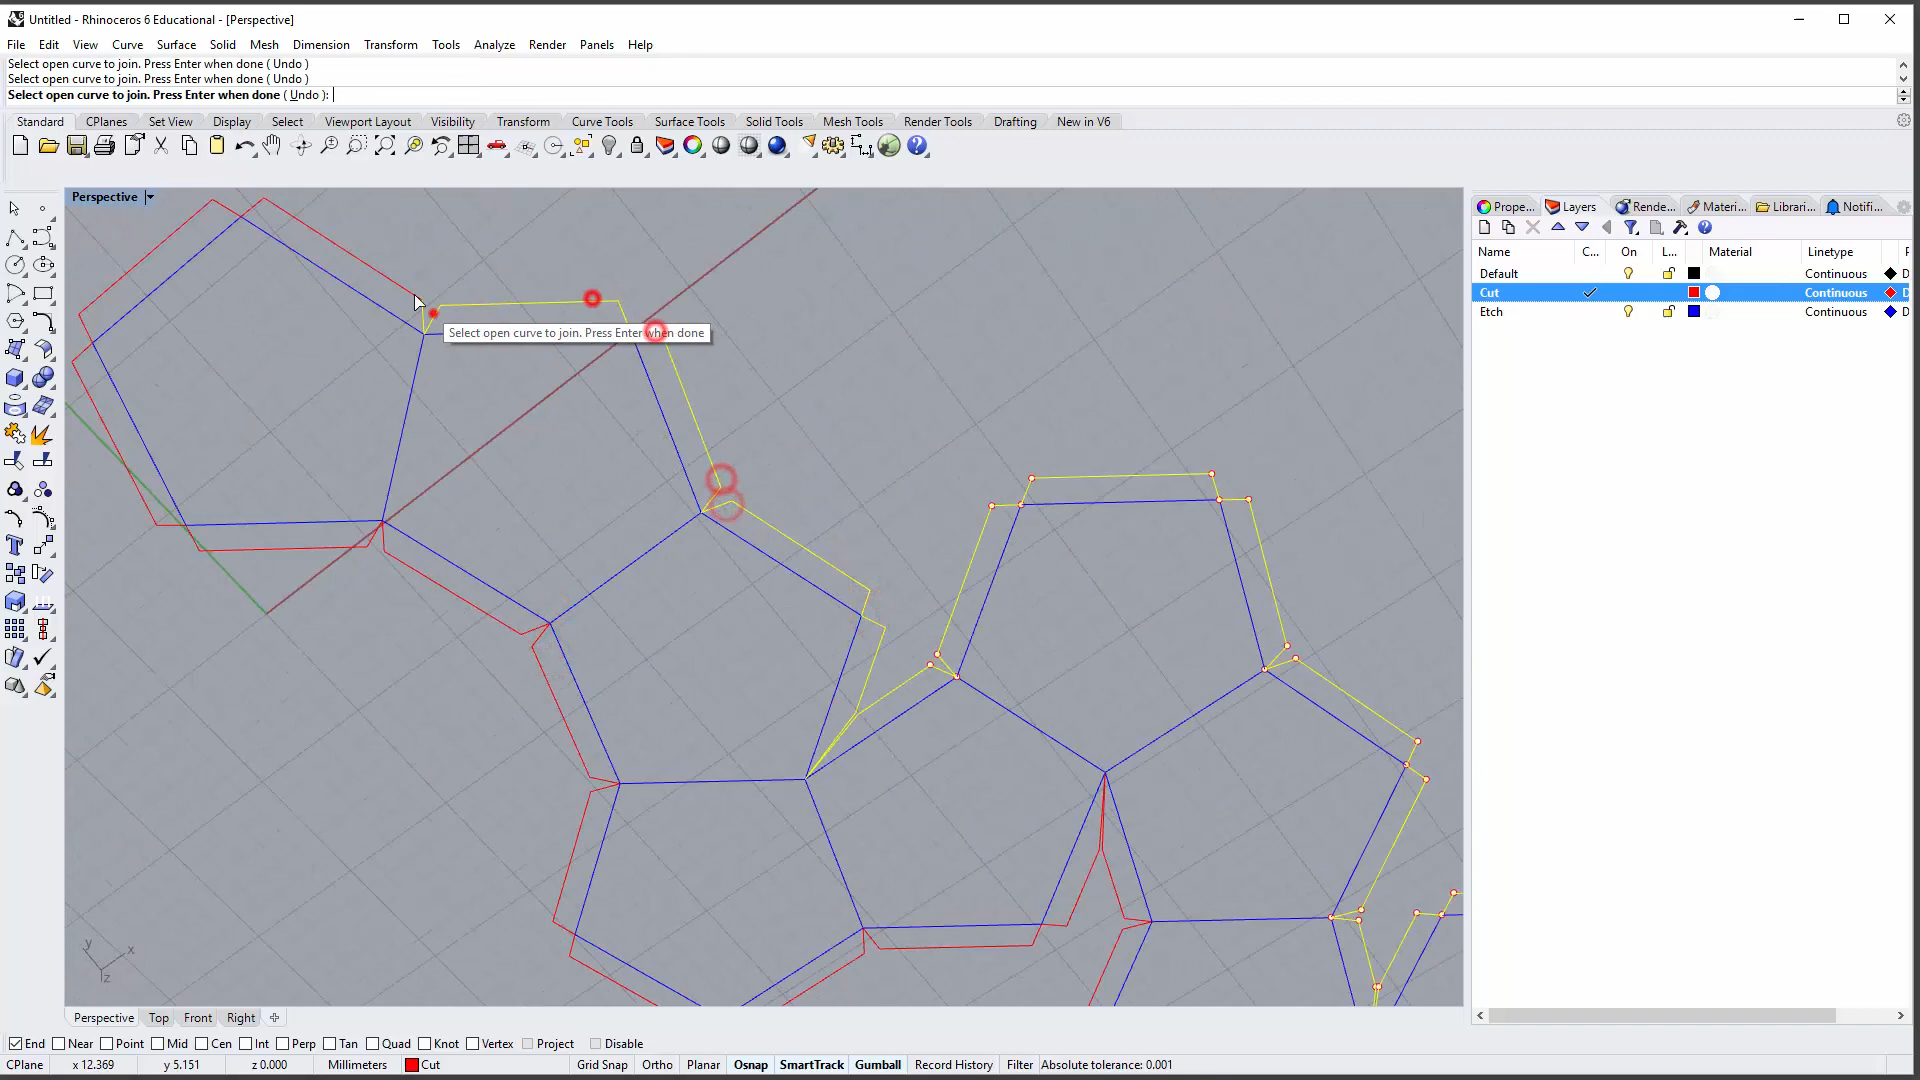 Untitled - Rhinoceros 6 Educational - [Perspective]
File Edit View Curve Surface Solid Mesh Dimension Transform Tools Analyze Render Panels Help
Select open curve to join. Press Enter when done ( Undo )
Select open curve to join. Press Enter when done ( Undo )
Select open curve to join. Press Enter when done ( Undo ):
Standard CPlanes Set View Display Select Viewport Layout Visibility Transform Curve Tools Surface Tools Solid Tools Mesh Tools Render Tools Drafting New in V6
Perspective
Prope... Layers Rende... Materi... Librari... Notifi...
Name C... On L... Material Linetype P
Default Continuous D
Cut Continuous D
Etch Continuous D
Select open curve to join. Press Enter when done
y x z
Perspective Top Front Right
End Near Point Mid Cen Int Perp Tan Quad Knot Vertex Project Disable
CPlane x 12.369 y 5.151 z 0.000 Millimeters Cut Grid Snap Ortho Planar Osnap SmartTrack Gumball Record History Filter Absolute tolerance: 0.001